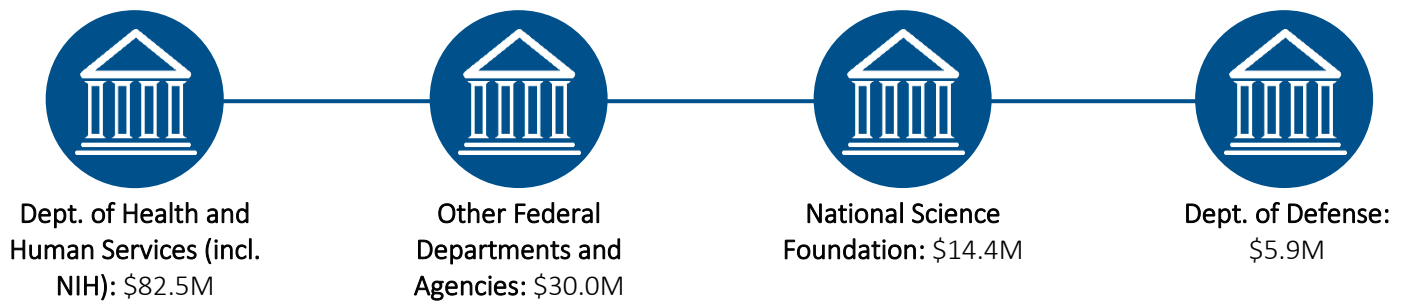 Dept. of Health and
Human Services (incl.
NIH): $82.5M
Other Federal
Departments and
Agencies: $30.0M
National Science
Foundation: $14.4M
Dept. of Defense:
$5.9M